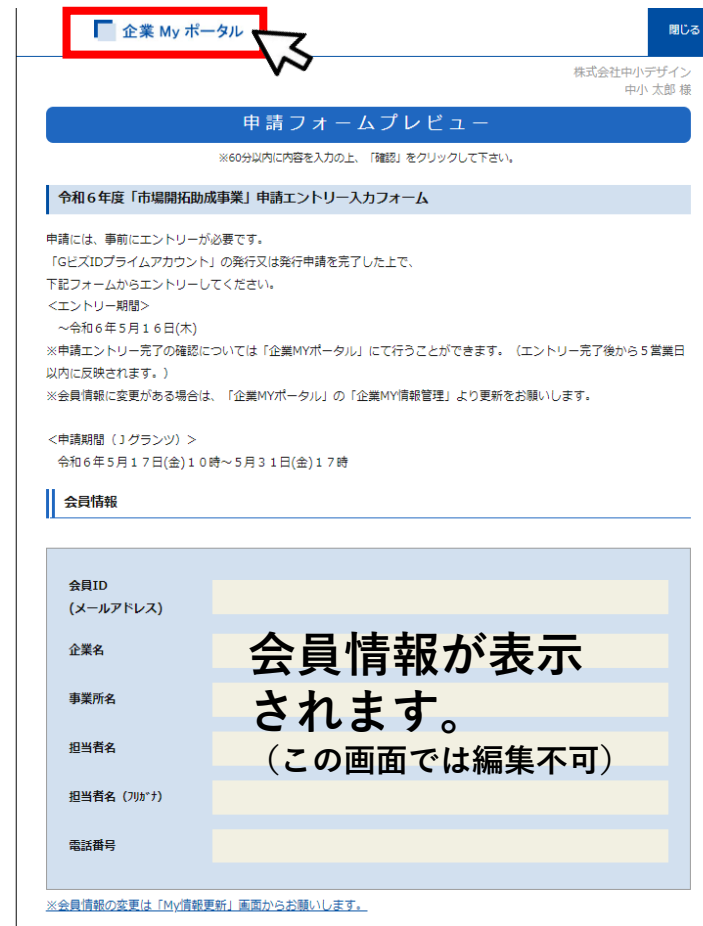 企業 My ポータル
閉じる
株式会社中小デザイン
中小 太郎 様
申請フォームプレビュー
※60分以内に内容を入力の上、「確認」をクリックして下さい。
令和６年度「市場開拓助成事業」申請エントリー入力フォーム
申請には、事前にエントリーが必要です。
「GビズIDプライムアカウント」の発行又は発行申請を完了した上で、
下記フォームからエントリーしてください。
＜エントリー期間＞
～令和６年５月１６日(木)
※申請エントリー完了の確認については「企業MYポータル」にて行うことができます。（エントリー完了後から５営業日
以内に反映されます。）
※会員情報に変更がある場合は、「企業MYポータル」の「企業MY情報管理」より更新をお願いします。
＜申請期間（Ｊグランツ）＞
令和６年５月１７日(金)１０時～５月３１日(金)１７時
会員情報
会員ID
(メールアドレス)
企業名
事業所名
担当者名
担当者名（ﾌﾘｶﾞﾅ）
電話番号
会員情報が表示
されます。
（この画面では編集不可）
※会員情報の変更は「My情報更新」画面からお願いします。